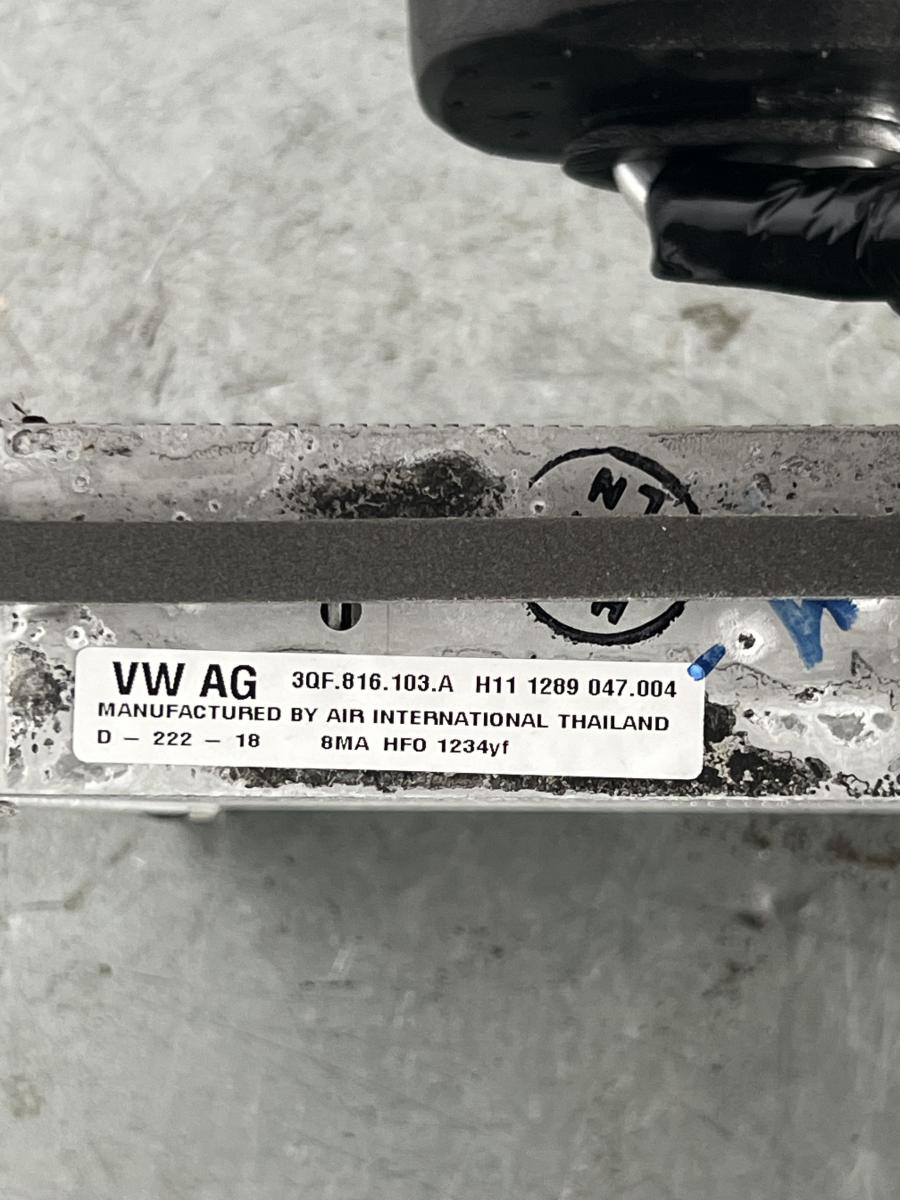 VW AG 3QF.816.103.A H11 1289 047.004
MANUFACTURED BY AIR INTERNATIONAL THAILAND
D – 222 – 18 8MA HFO 1234yf